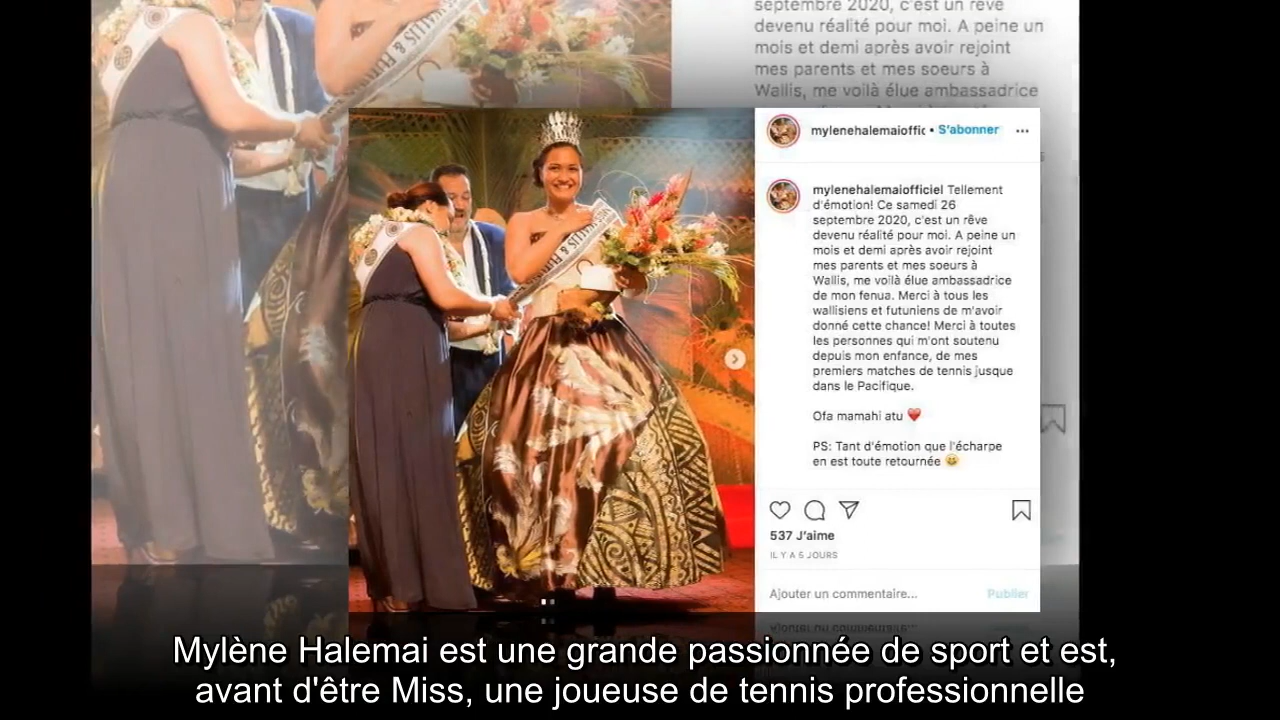 septembre 2020, c'est un rêve
devenu réalité pour moi. A peine un
mois et demi après avoir rejoint
mes parents et mes soeurs à
Wallis, me voilà élue ambassadrice
mylenehalemaioffic • S'abonner ...
mylenehalemaiofficiel Tellement
d'émotion! Ce samedi 26
septembre 2020, c'est un rêve
devenu réalité pour moi. A peine un
mois et demi après avoir rejoint
mes parents et mes soeurs à
Wallis, me voilà élue ambassadrice
de mon fenua. Merci à tous les
wallisiens et futuniens de m'avoir
donné cette chance! Merci à toutes
les personnes qui m'ont soutenu
depuis mon enfance, de mes
premiers matches de tennis jusque
dans le Pacifique.
Ofa mamahi atu ❤️
PS: Tant d'émotion que l'écharpe
en est toute retournée 😄
537 J'aime
IL Y A 5 JOURS
Ajouter un commentaire... Publier
Mylène Halemai est une grande passionnée de sport et est,
avant d'être Miss, une joueuse de tennis professionnelle